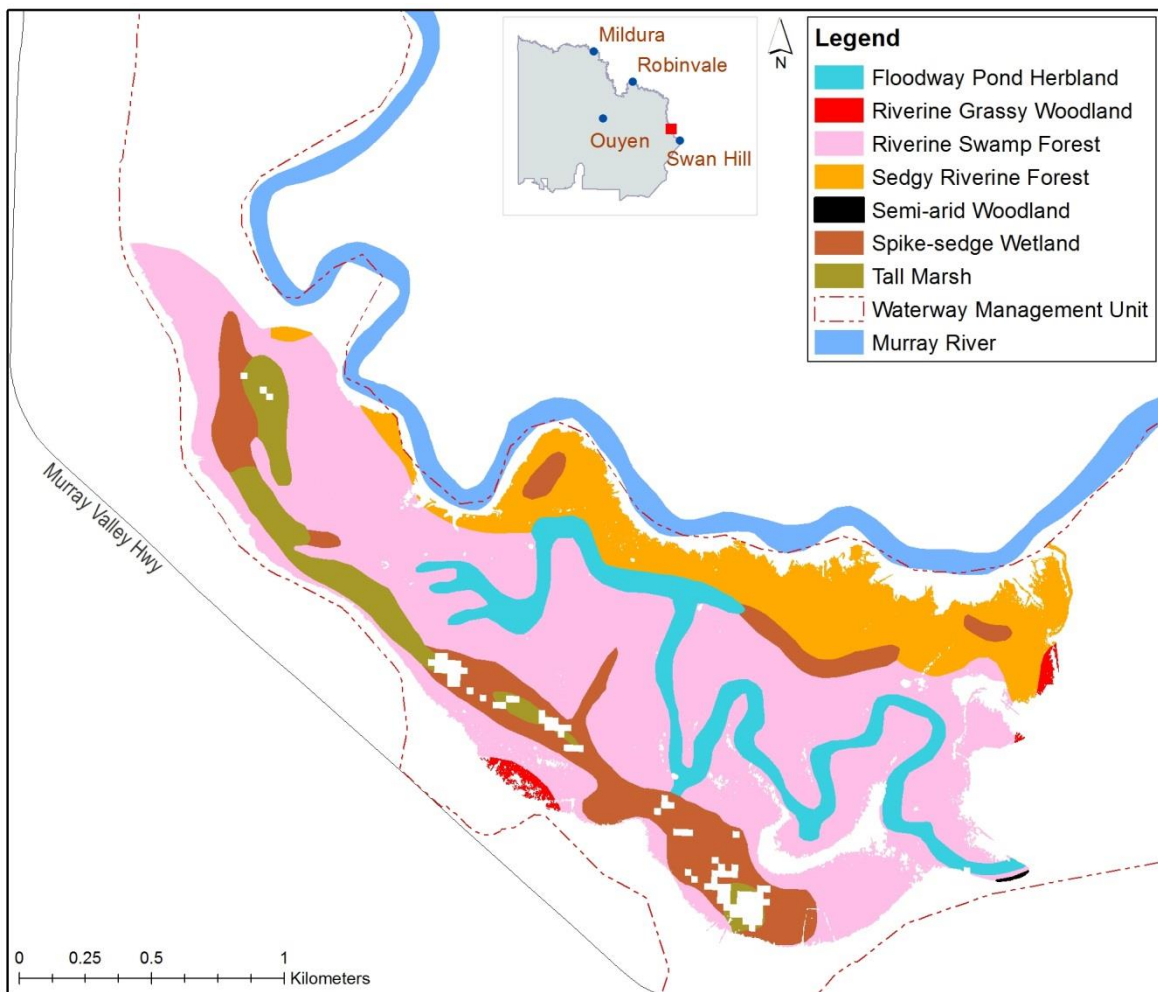 Mildura
Robinvale
Ouyen
Swan Hill
N
Legend
Floodway Pond Herbland
Riverine Grassy Woodland
Riverine Swamp Forest
Sedgy Riverine Forest
Semi-arid Woodland
Spike-sedge Wetland
Tall Marsh
Waterway Management Unit
Murray River
Murray Valley Hwy
0 0.25 0.5 1
Kilometers